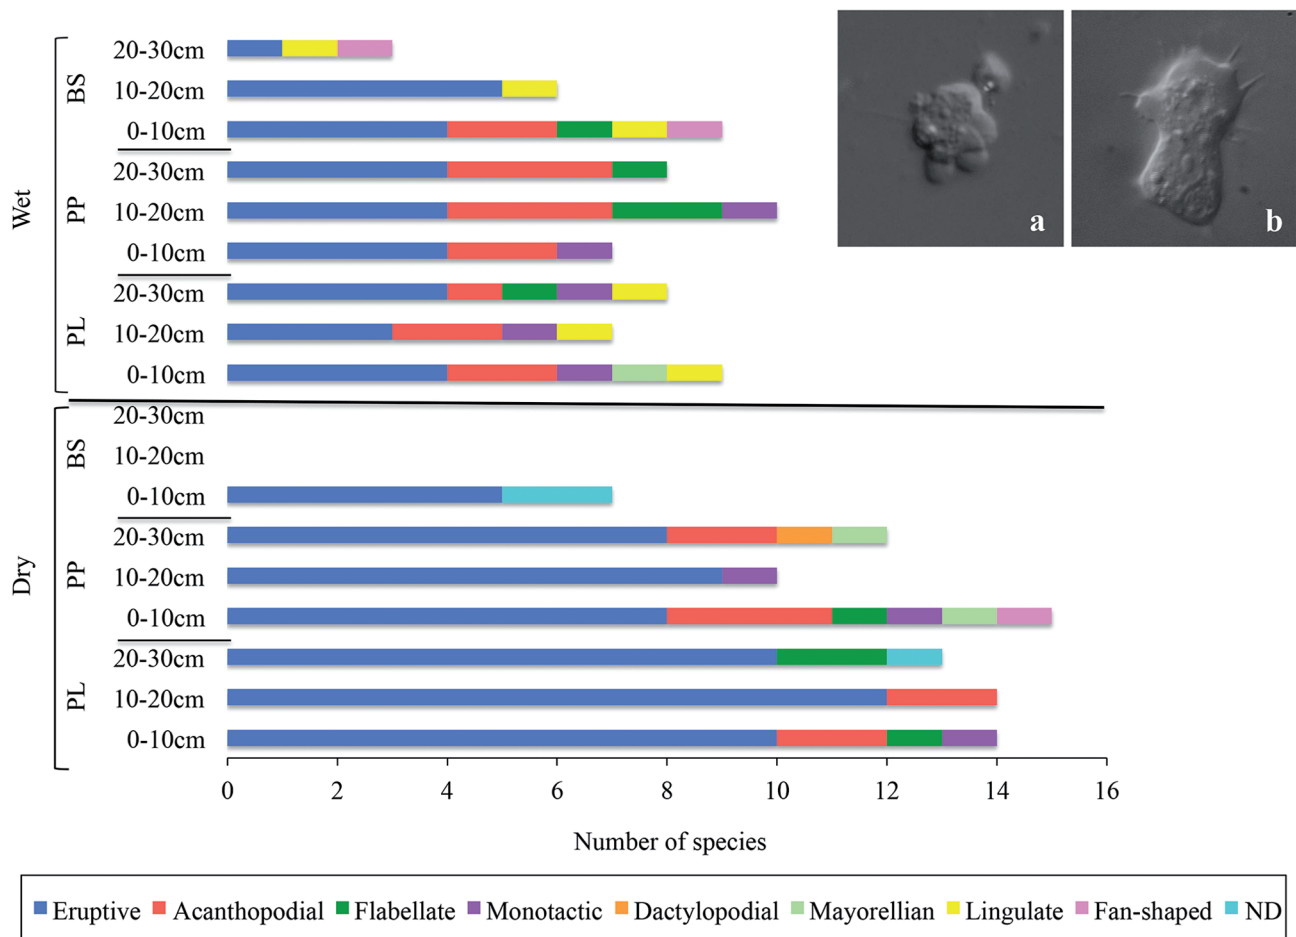 Wet
BS
20-30cm
10-20cm
0-10cm
PP
20-30cm
10-20cm
0-10cm
PL
20-30cm
10-20cm
0-10cm
Dry
BS
20-30cm
10-20cm
0-10cm
PP
20-30cm
10-20cm
0-10cm
PL
20-30cm
10-20cm
0-10cm
a
b
0 2 4 6 8 10 12 14 16
Number of species
Eruptive Acanthopodial Flabellate Monotactic Dactylopodial Mayorellian Lingulate Fan-shaped ND